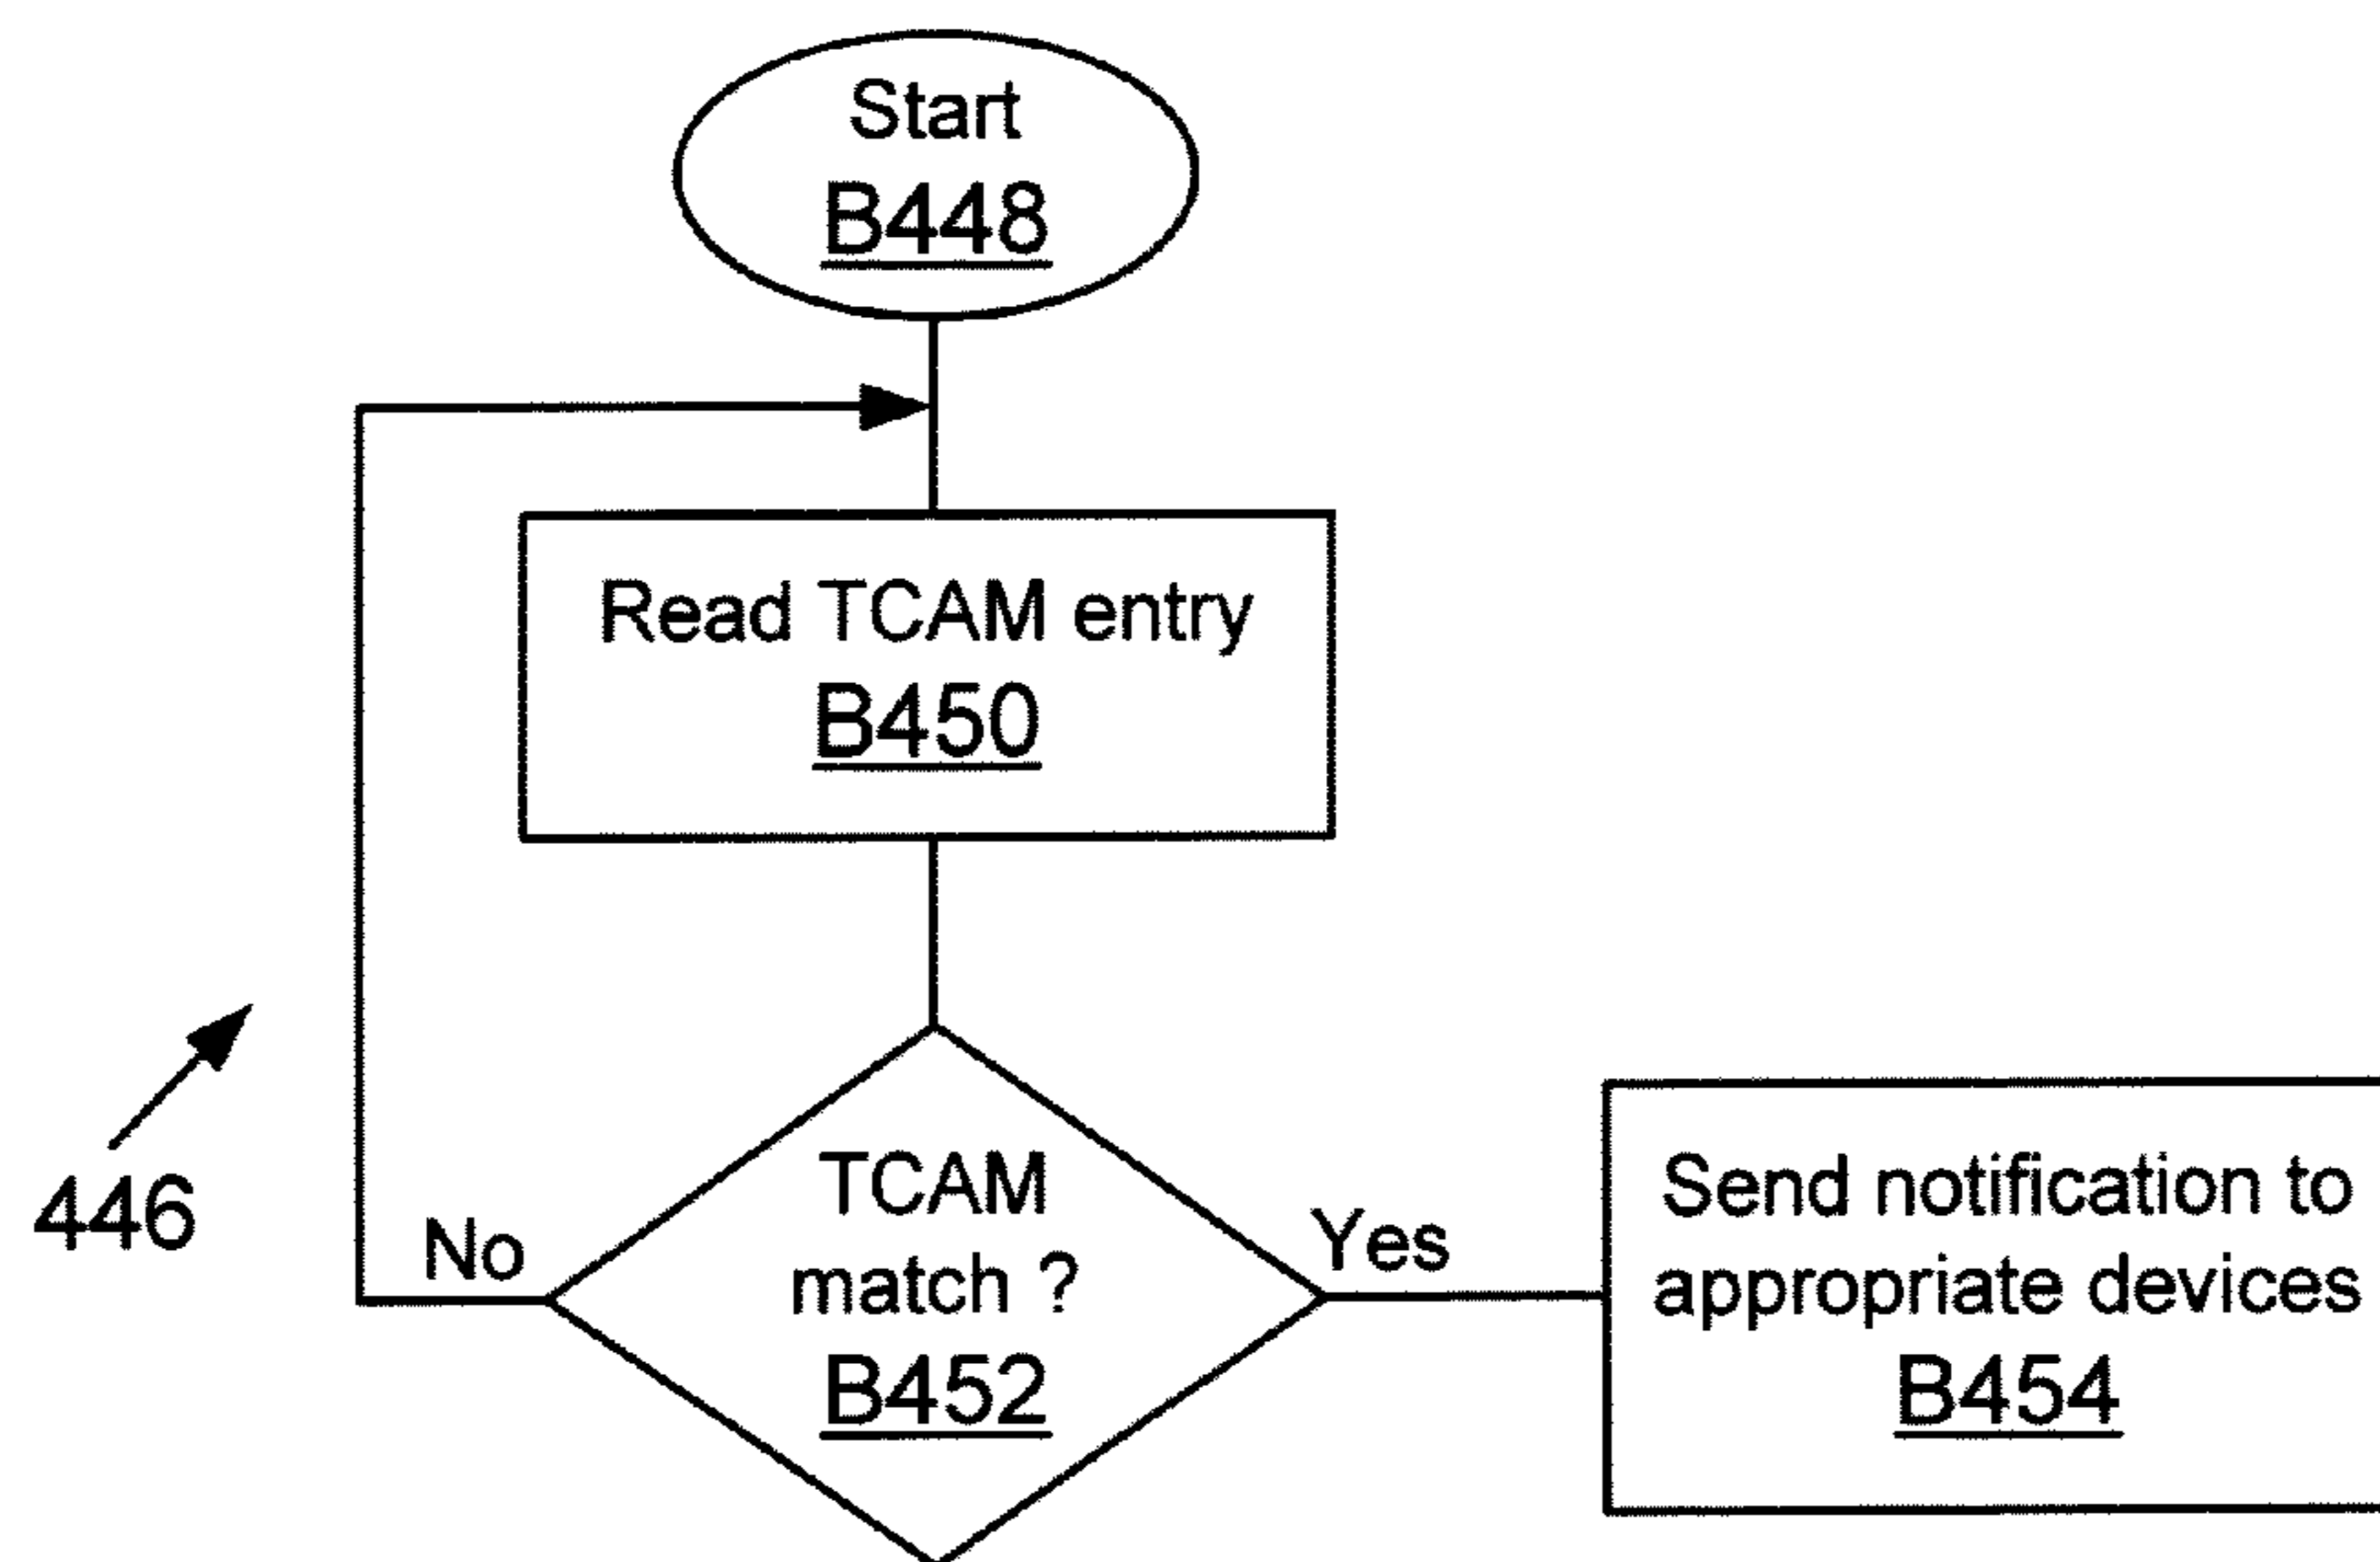 Start
B448
Read TCAM entry
B450
TCAM
match ?
B452
No
Yes
Send notification to
appropriate devices
B454
446